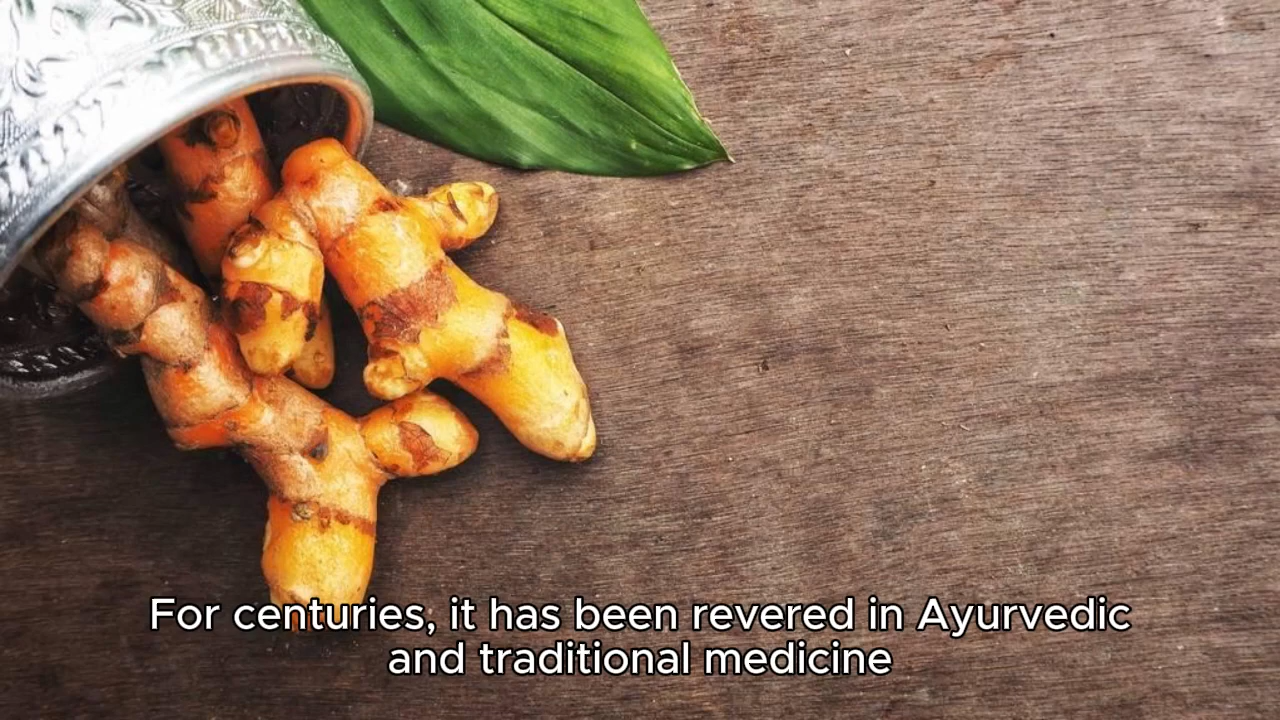 For centuries, it has been revered in Ayurvedic
and traditional medicine